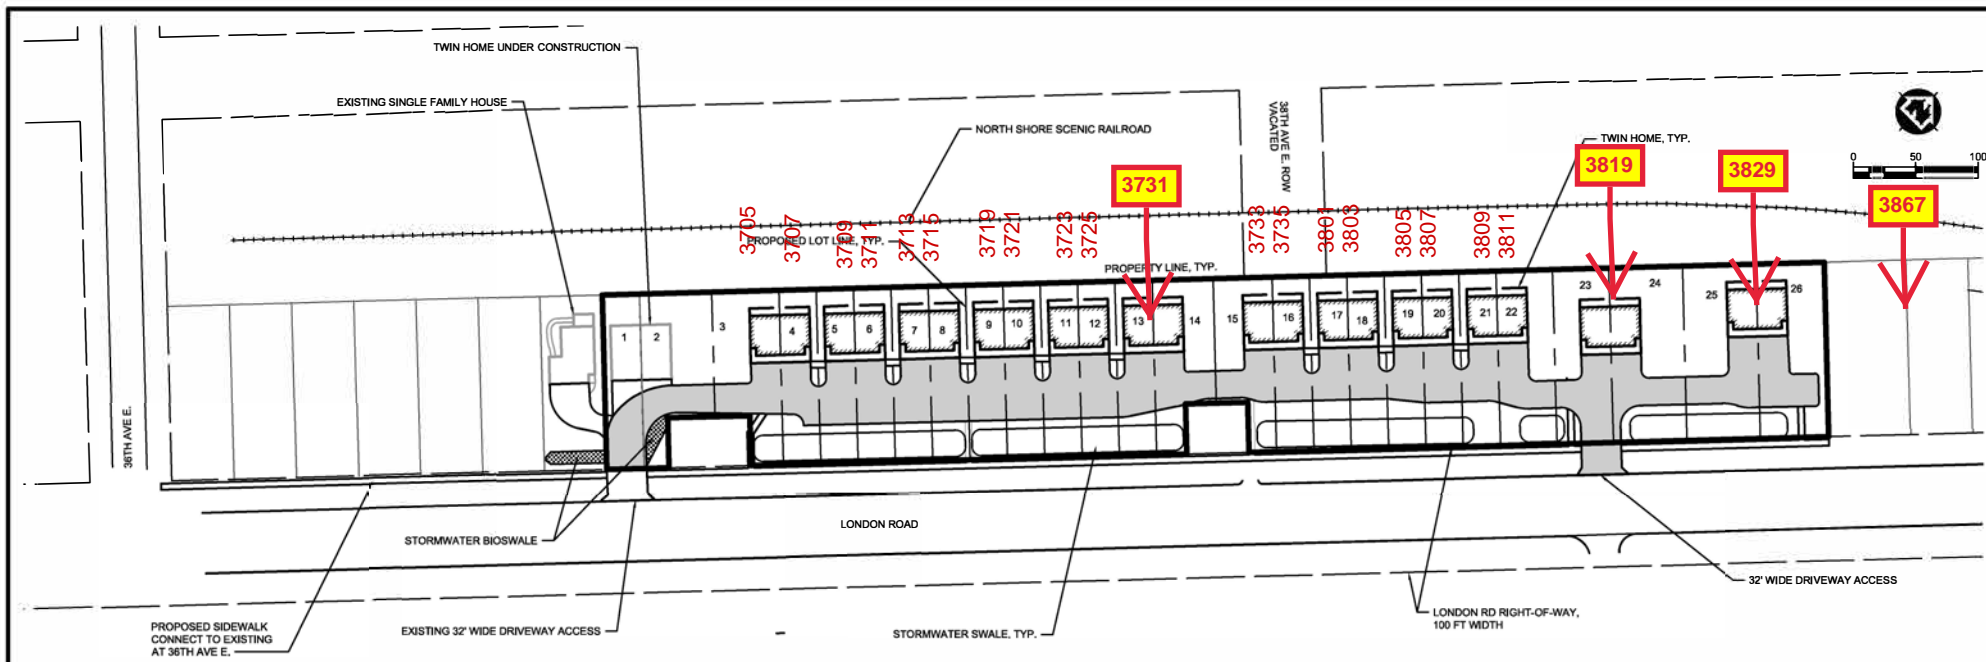 TWIN HOME UNDER CONSTRUCTION
EXISTING SINGLE FAMILY HOUSE
NORTH SHORE SCENIC RAILROAD
38TH AVE E. ROW
VACATED
TWIN HOME, TYP.
0 50 100
3731
3819
3829
3867
3705
3707
3709
3711
3713
3715
3719
3721
3723
3725
3733
3735
3801
3803
3805
3807
3809
3811
PROPOSED LOT LINE, TYP.
PROPERTY LINE, TYP.
1 2 3 4 5 6 7 8 9 10 11 12 13 14 15 16 17 18 19 20 21 22 23 24 25 26
36TH AVE E.
LONDON ROAD
STORMWATER BIOSWALE
32' WIDE DRIVEWAY ACCESS
PROPOSED SIDEWALK
CONNECT TO EXISTING
AT 36TH AVE E.
EXISTING 32' WIDE DRIVEWAY ACCESS
STORMWATER SWALE, TYP.
LONDON RD RIGHT-OF-WAY,
100 FT WIDTH